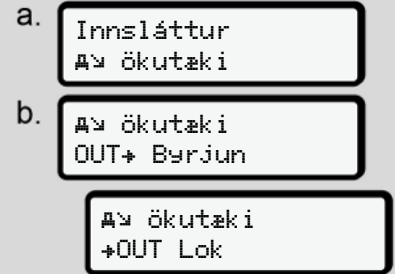 a.
Innsláttur
ökutæki
b.
ökutæki
OUT→ Byrjun
ökutæki
→OUT Lok